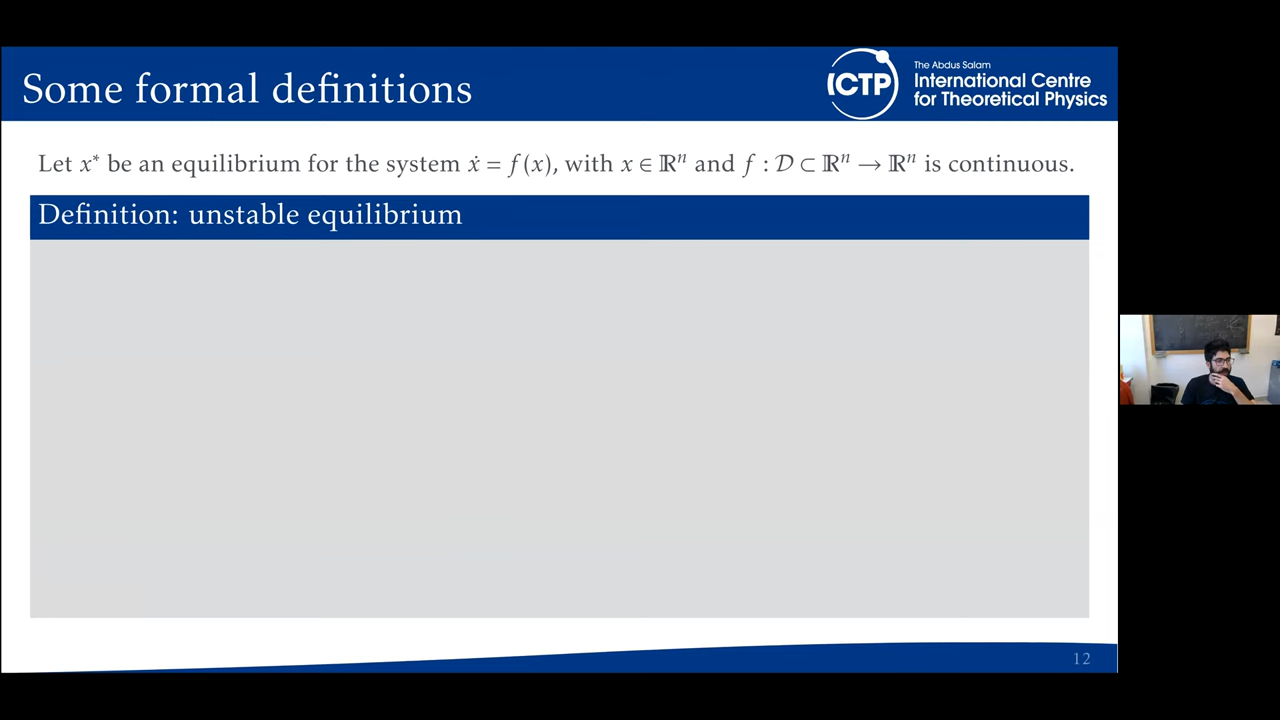 Some formal definitions
ICTP
The Abdus Salam
International Centre
for Theoretical Physics
Let x* be an equilibrium for the system ẋ = f(x), with x ∈ ℝⁿ and f : 𝒟 ⊂ ℝⁿ → ℝⁿ is continuous.
Definition: unstable equilibrium
12